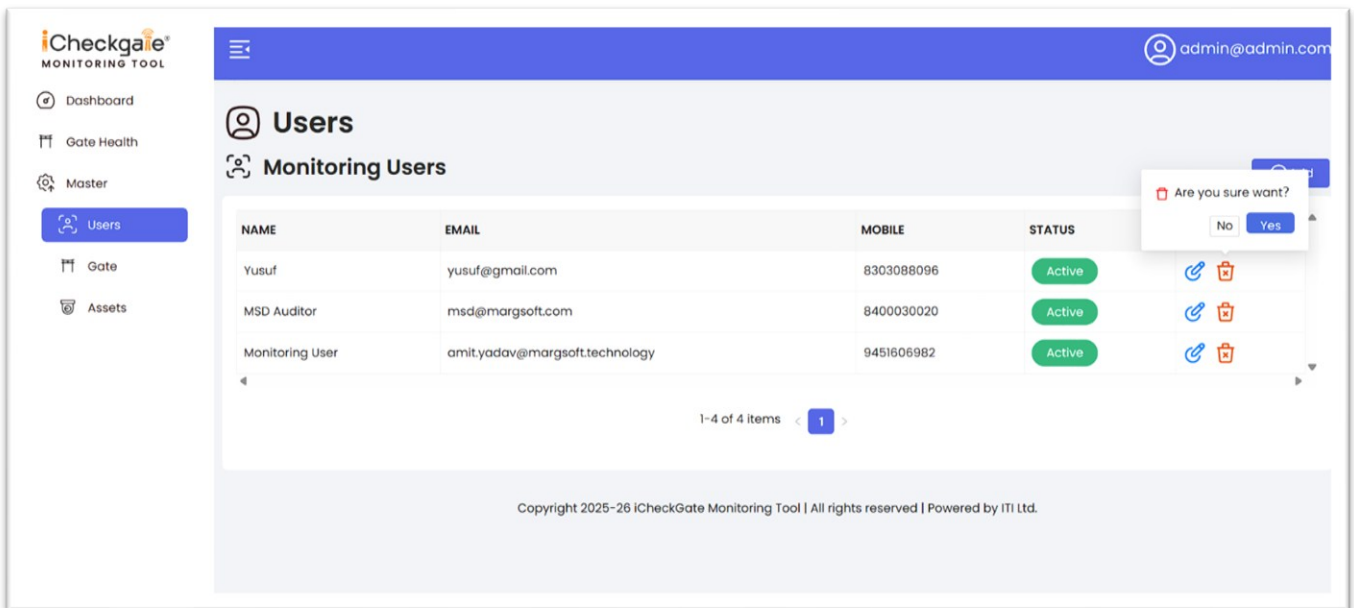 iCheckgate®
MONITORING TOOL
admin@admin.com
Dashboard
Gate Health
Master
Users
Gate
Assets
Users
Monitoring Users
Are you sure want?
No Yes
NAME EMAIL MOBILE STATUS
Yusuf yusuf@gmail.com 8303088096 Active
MSD Auditor msd@margsoft.com 8400030020 Active
Monitoring User amit.yadav@margsoft.technology 9451606982 Active
1-4 of 4 items < 1 >
Copyright 2025-26 iCheckGate Monitoring Tool | All rights reserved | Powered by ITI Ltd.